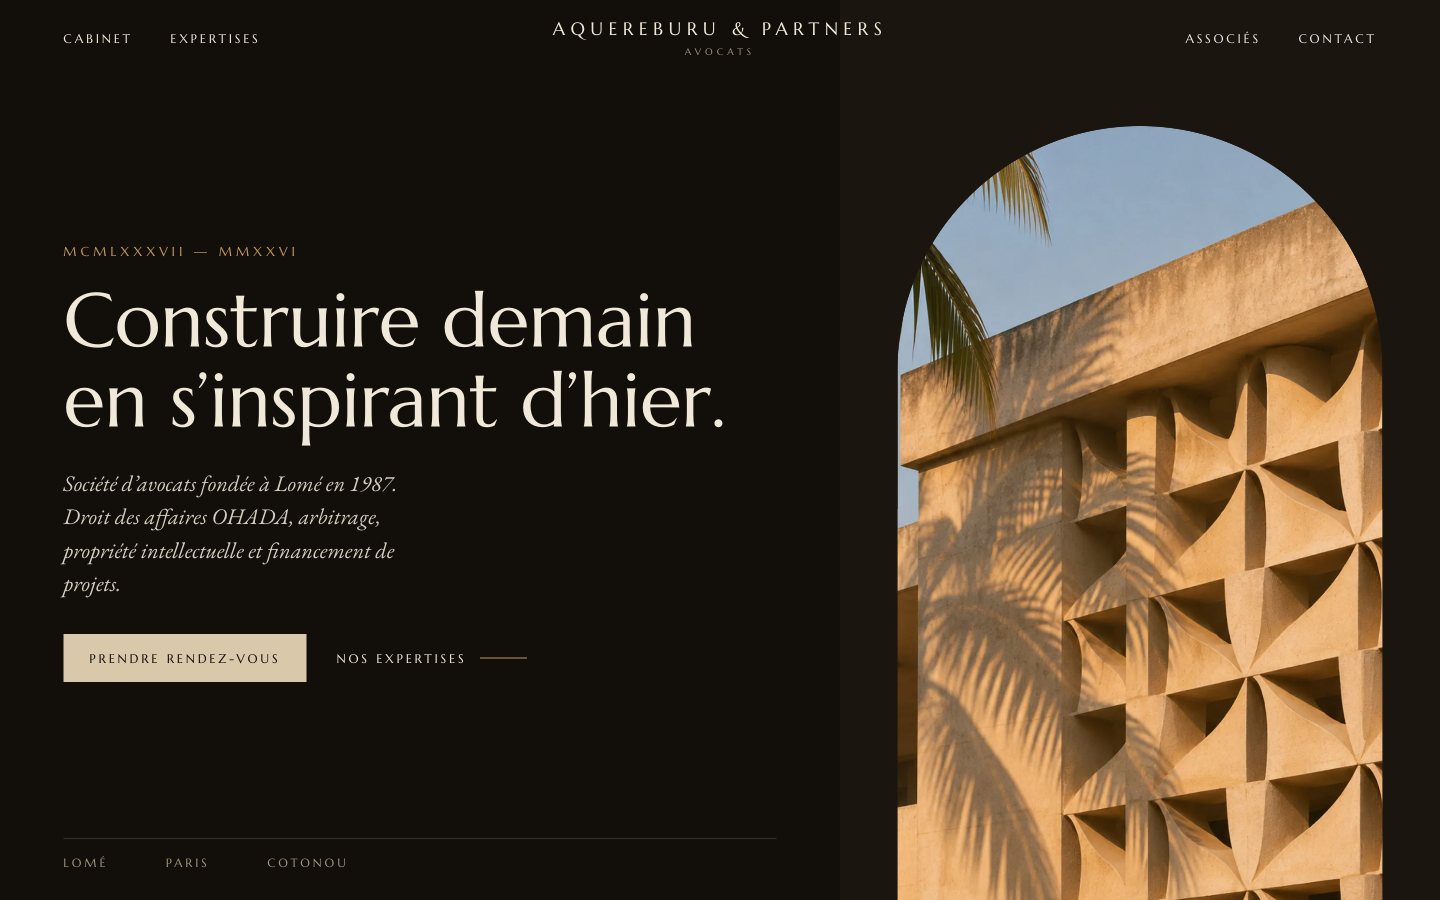 CABINET
EXPERTISES
AQUEREBURU & PARTNERS
AVOCATS
ASSOCIÉS
CONTACT
MCMLXXXVII — MMXXVI
Construire demain
en s’inspirant d’hier.
Société d’avocats fondée à Lomé en 1987.
Droit des affaires OHADA, arbitrage,
propriété intellectuelle et financement de
projets.
PRENDRE RENDEZ-VOUS
NOS EXPERTISES
LOMÉ
PARIS
COTONOU